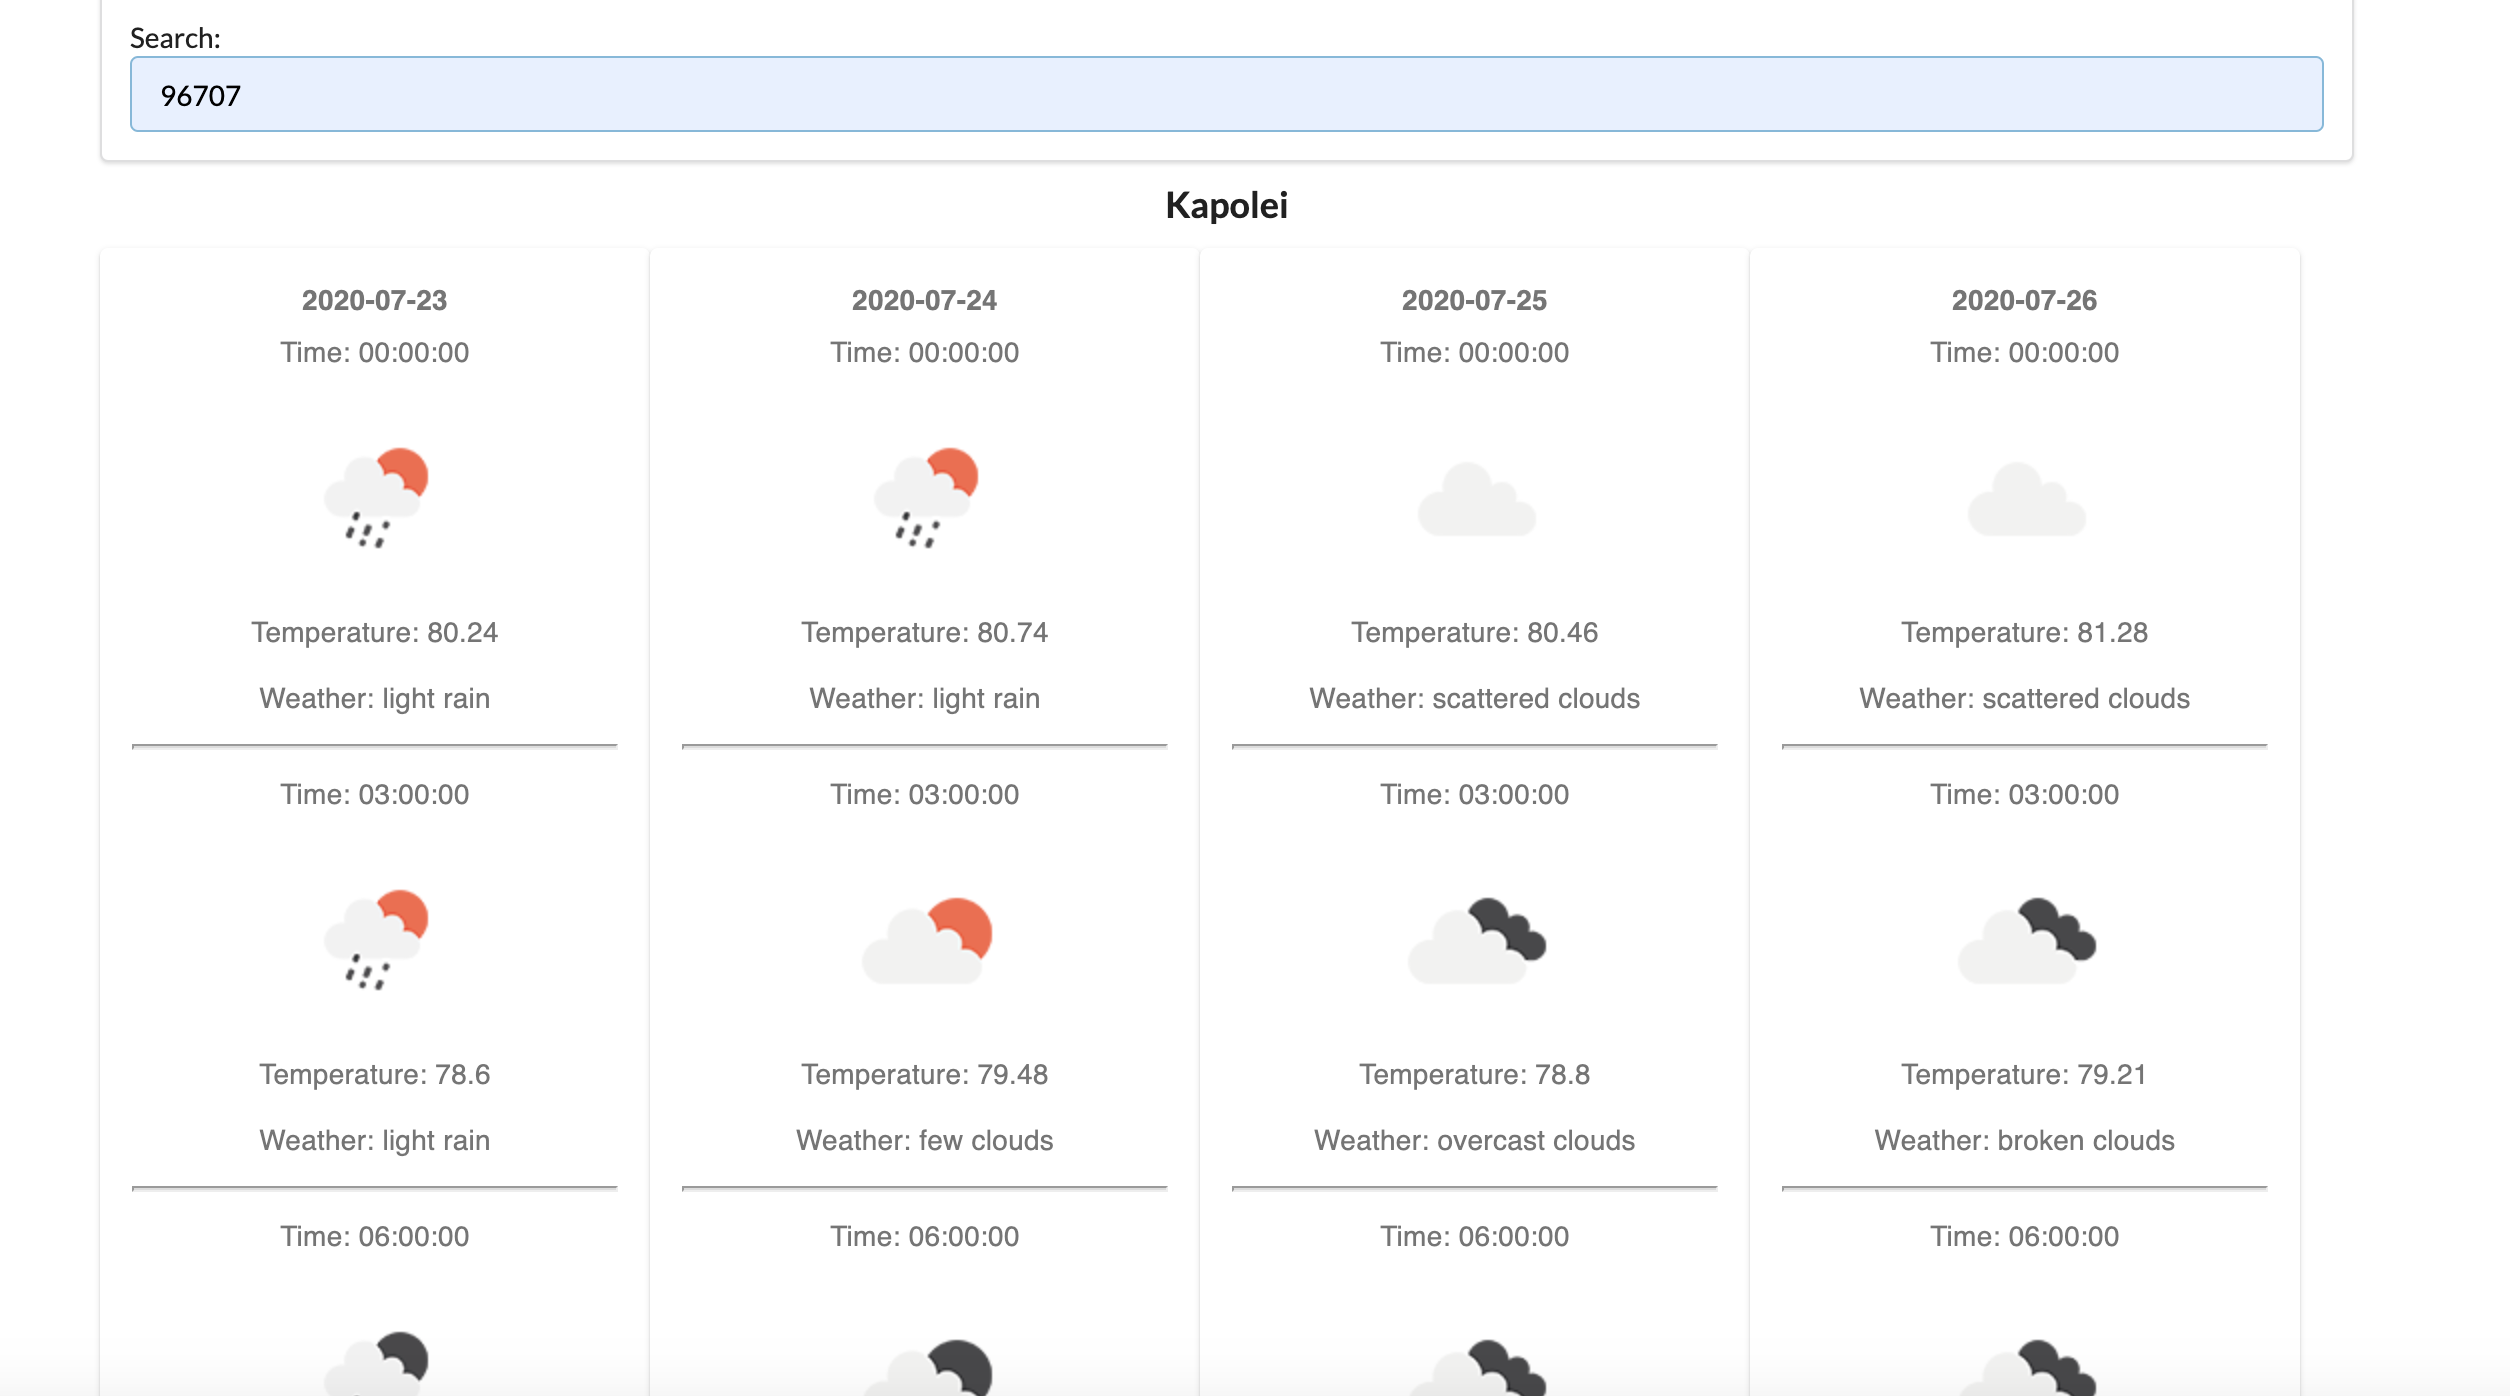 Search:
96707
Kapolei
2020-07-23
Time: 00:00:00
Temperature: 80.24
Weather: light rain
Time: 03:00:00
Temperature: 78.6
Weather: light rain
Time: 06:00:00
2020-07-24
Time: 00:00:00
Temperature: 80.74
Weather: light rain
Time: 03:00:00
Temperature: 79.48
Weather: few clouds
Time: 06:00:00
2020-07-25
Time: 00:00:00
Temperature: 80.46
Weather: scattered clouds
Time: 03:00:00
Temperature: 78.8
Weather: overcast clouds
Time: 06:00:00
2020-07-26
Time: 00:00:00
Temperature: 81.28
Weather: scattered clouds
Time: 03:00:00
Temperature: 79.21
Weather: broken clouds
Time: 06:00:00